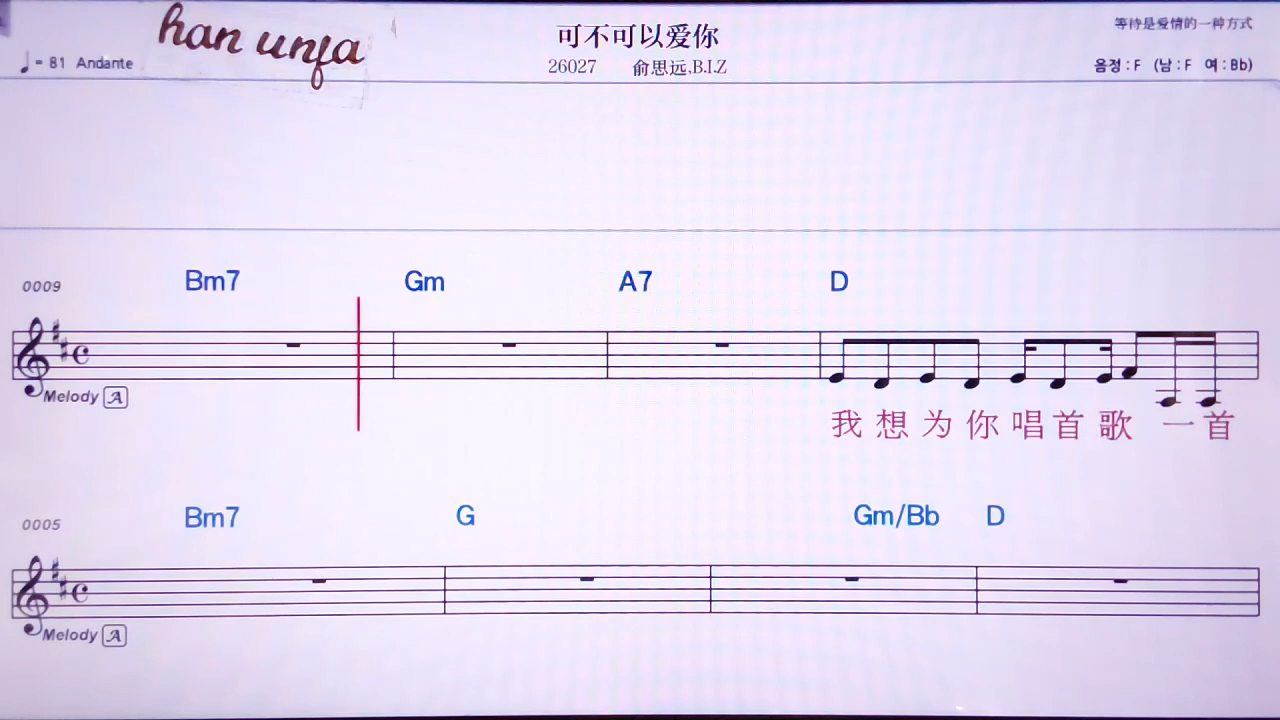 han unfa
可不可以爱你
等待是爱情的一种方式
♩= 81 Andante
26027 俞思远,B.I.Z
음정 : F (남 : F 여 : Bb)
0009 Bm7 Gm A7 D
Melody A
我想为你唱首歌 一首
0005 Bm7 G Gm/Bb D
Melody A